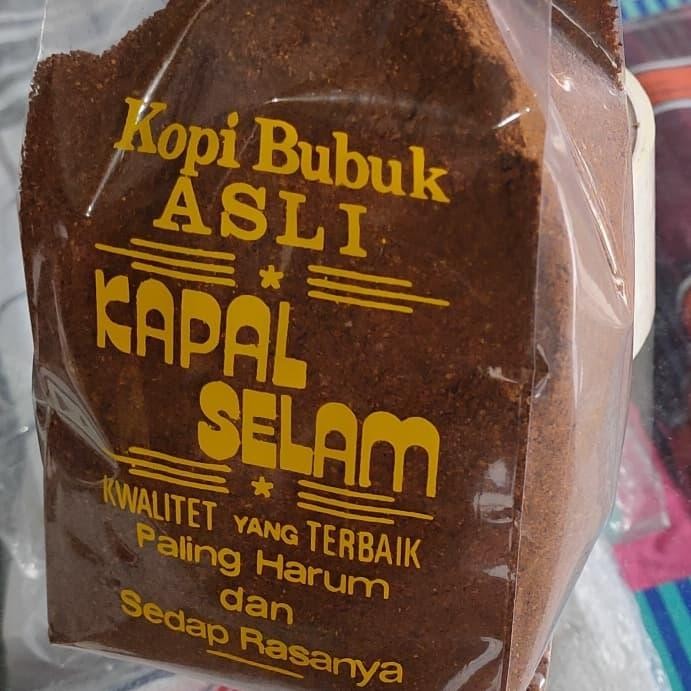 Kopi Bubuk
ASLI
KAPAL
SELAM
KWALITET YANG TERBAIK
Paling Harum
dan
Sedap Rasanya